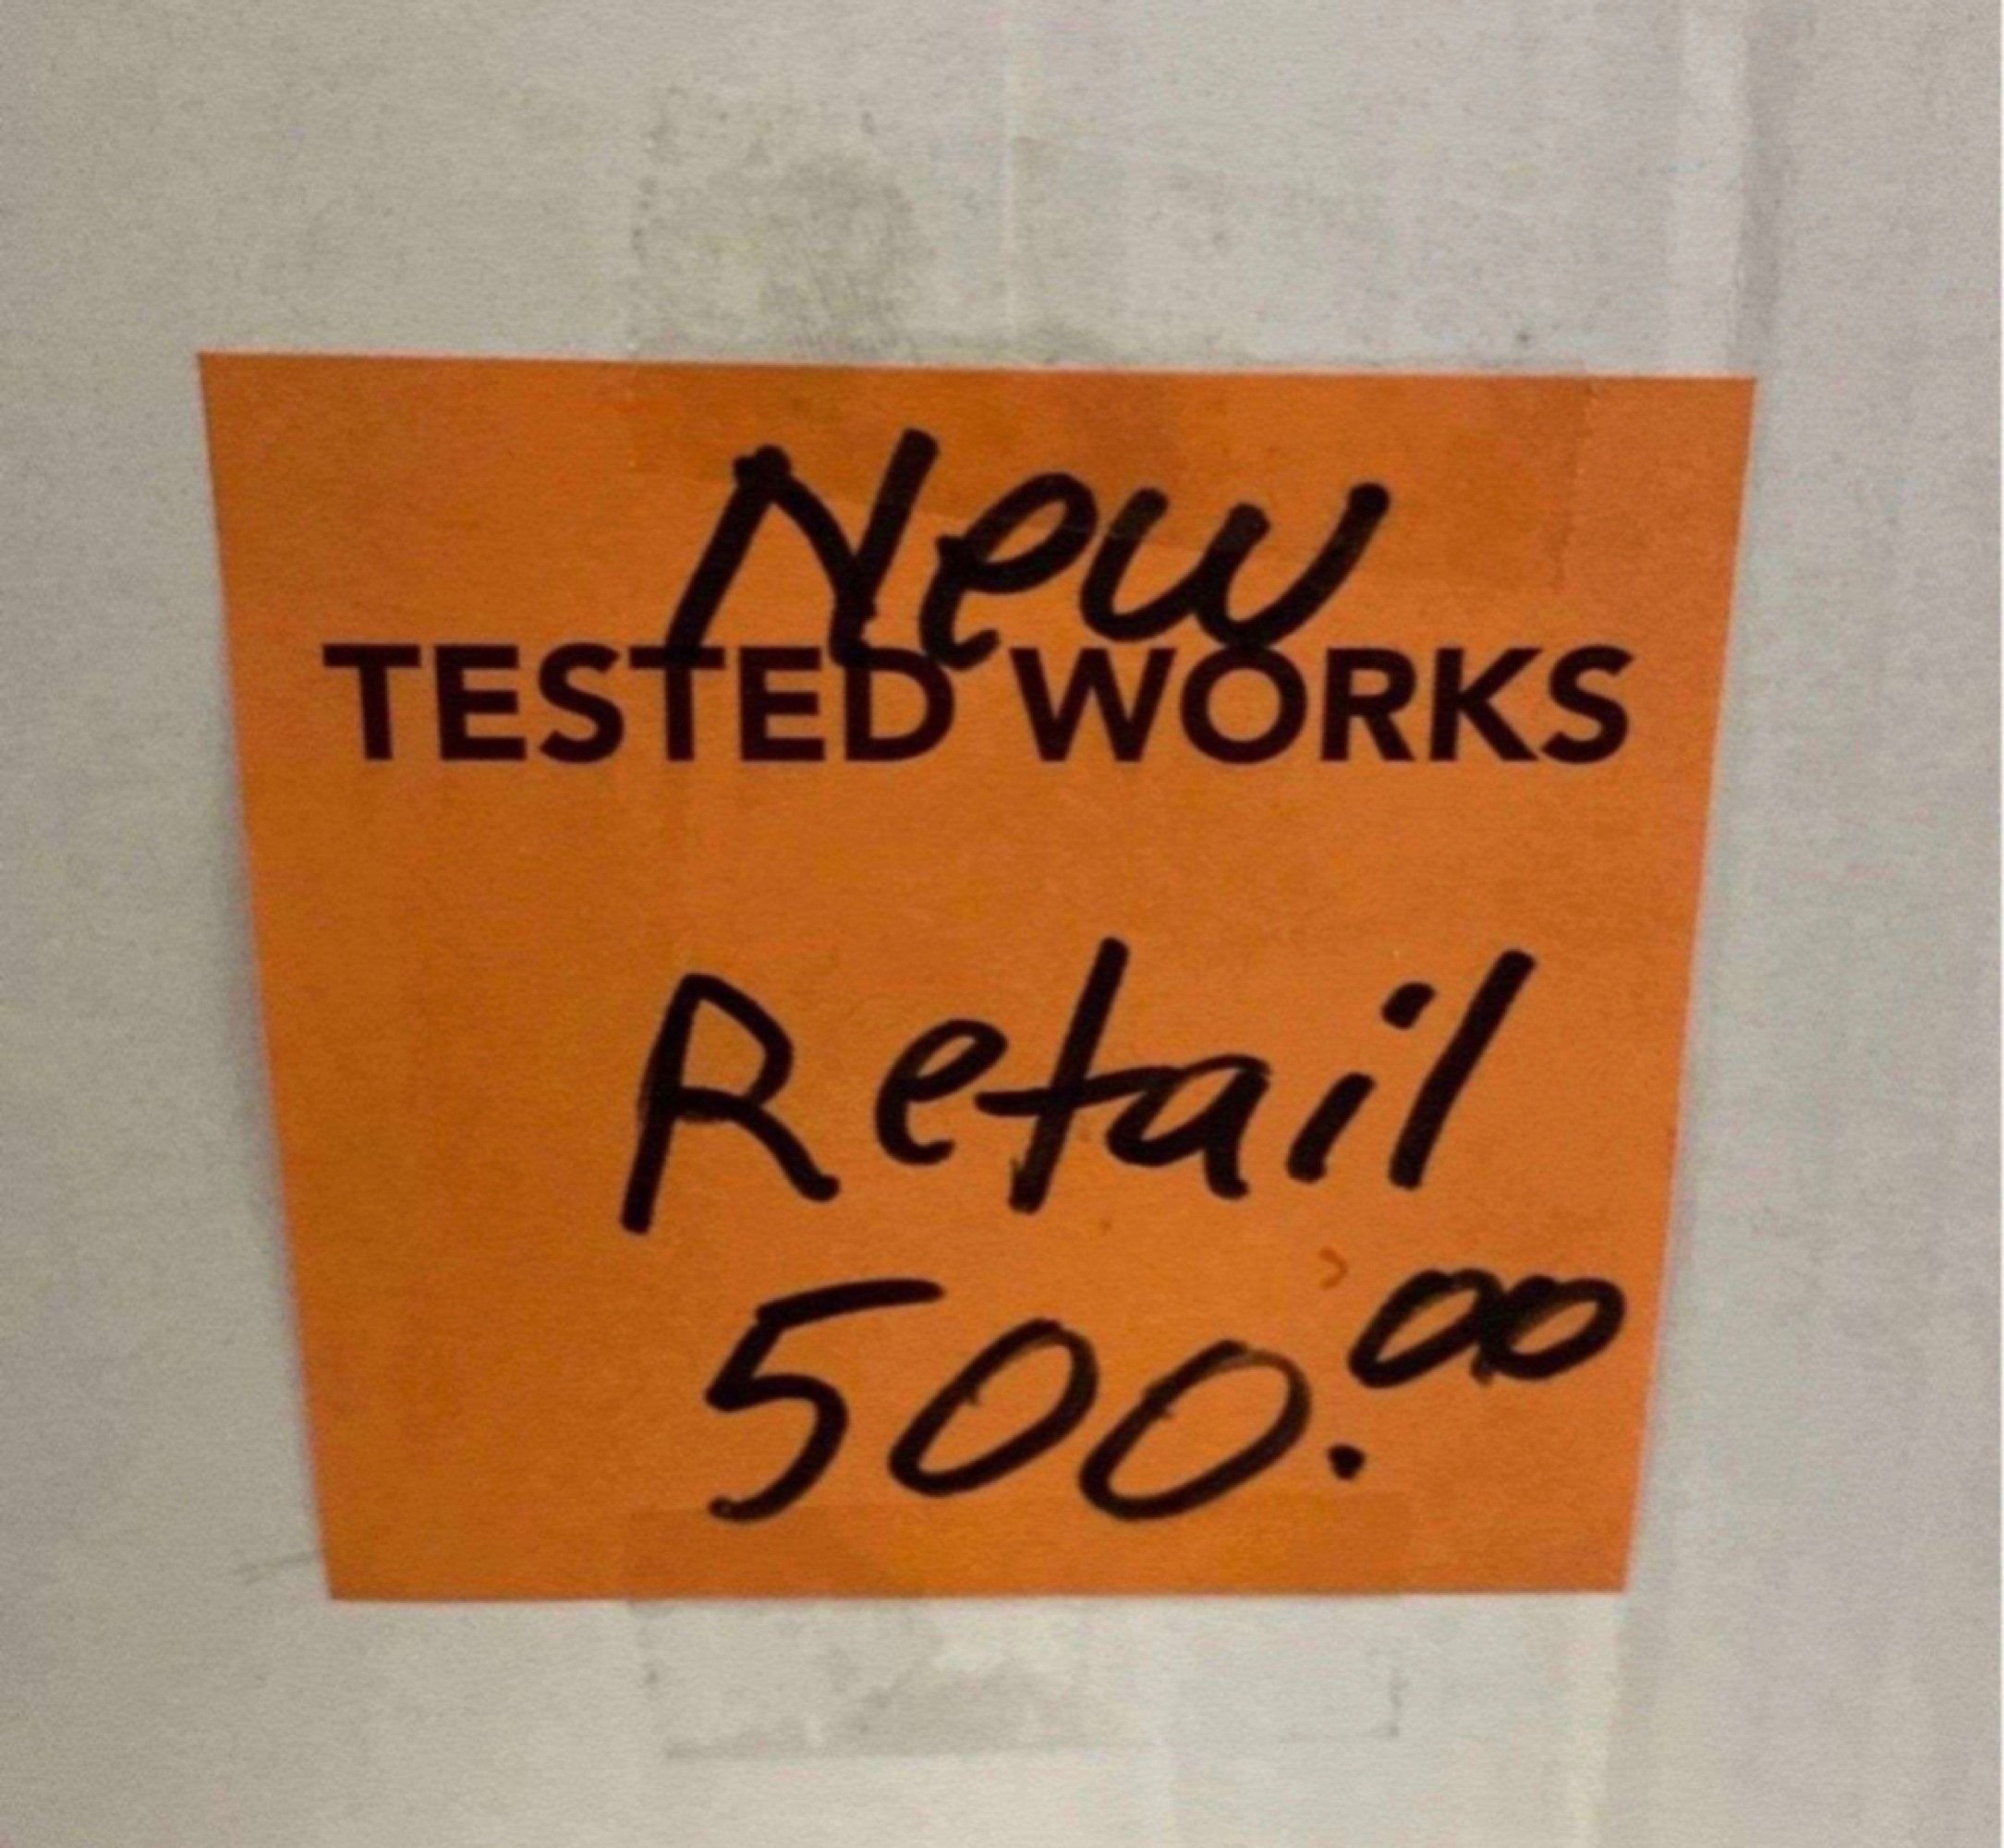 New
TESTED WORKS
Retail
500.00